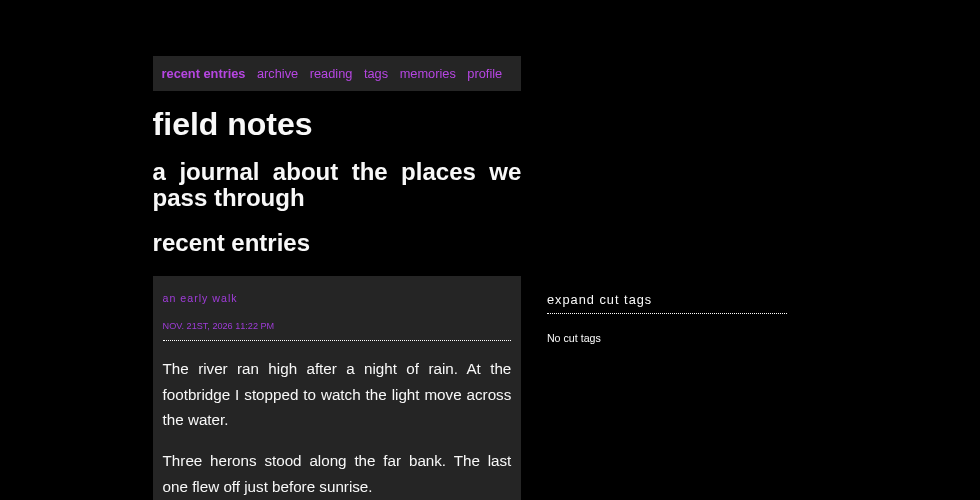 recent entries archive reading tags memories profile
field notes
a journal about the places we
pass through
recent entries
an early walk
NOV. 21ST, 2026 11:22 PM
The river ran high after a night of rain. At the
footbridge I stopped to watch the light move across
the water.
Three herons stood along the far bank. The last
one flew off just before sunrise.
expand cut tags
No cut tags